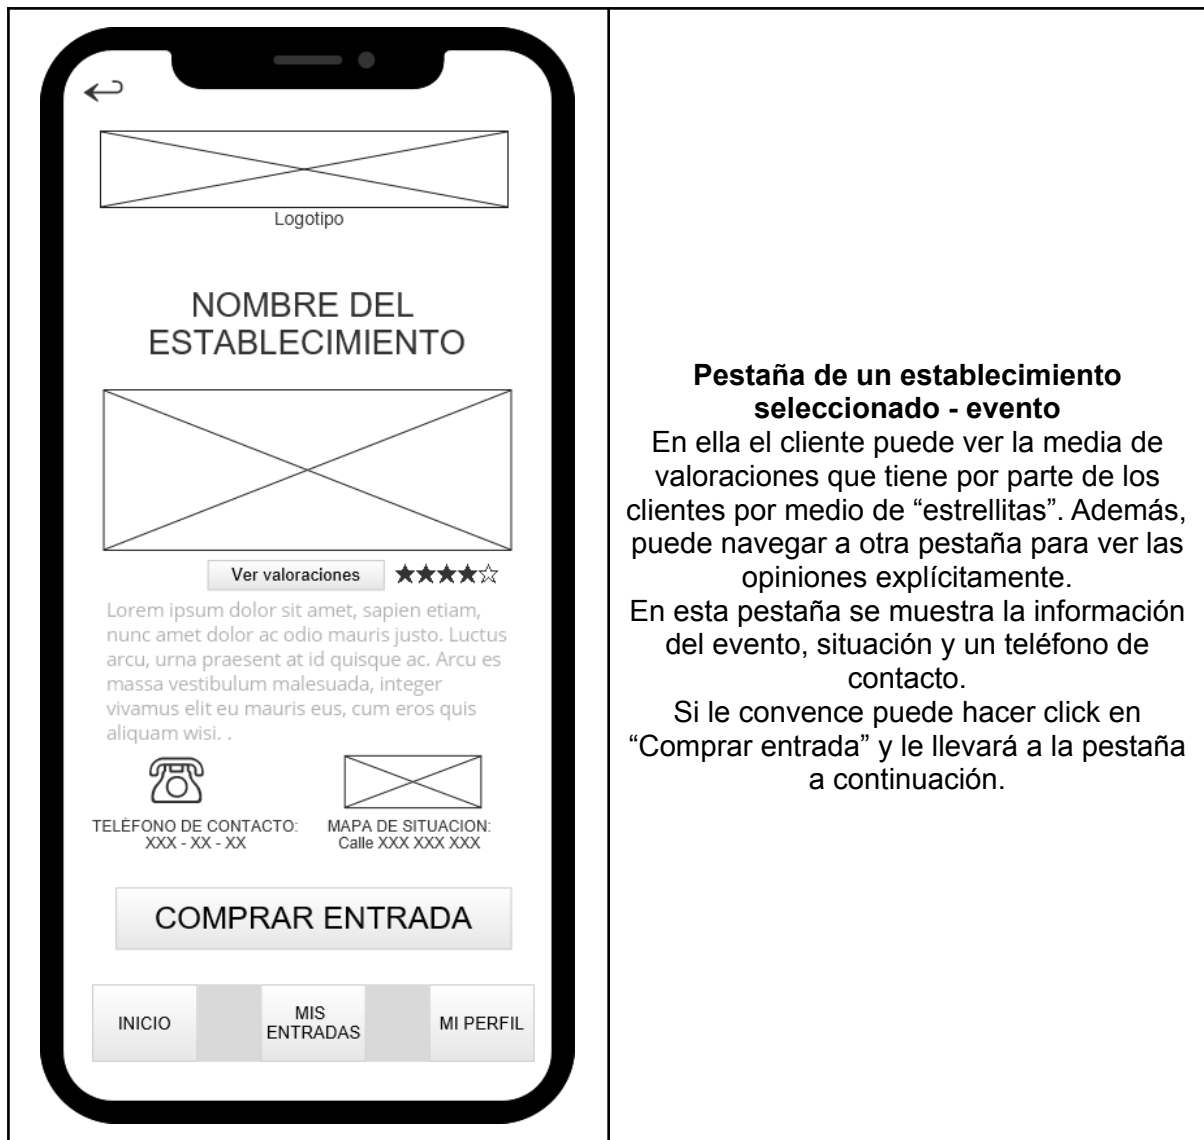 Logotipo
NOMBRE DEL
ESTABLECIMIENTO
Ver valoraciones
Lorem ipsum dolor sit amet, sapien etiam,
nunc amet dolor ac odio mauris justo. Luctus
arcu, urna praesent at id quisque ac. Arcu es
massa vestibulum malesuada, integer
vivamus elit eu mauris eus, cum eros quis
aliquam wisi. .
TELÉFONO DE CONTACTO:
XXX - XX - XX
MAPA DE SITUACION:
Calle XXX XXX XXX
COMPRAR ENTRADA
INICIO
MIS
ENTRADAS
MI PERFIL
Pestaña de un establecimiento
seleccionado - evento
En ella el cliente puede ver la media de
valoraciones que tiene por parte de los
clientes por medio de “estrellitas”. Además,
puede navegar a otra pestaña para ver las
opiniones explícitamente.
En esta pestaña se muestra la información
del evento, situación y un teléfono de
contacto.
Si le convence puede hacer click en
“Comprar entrada” y le llevará a la pestaña
a continuación.